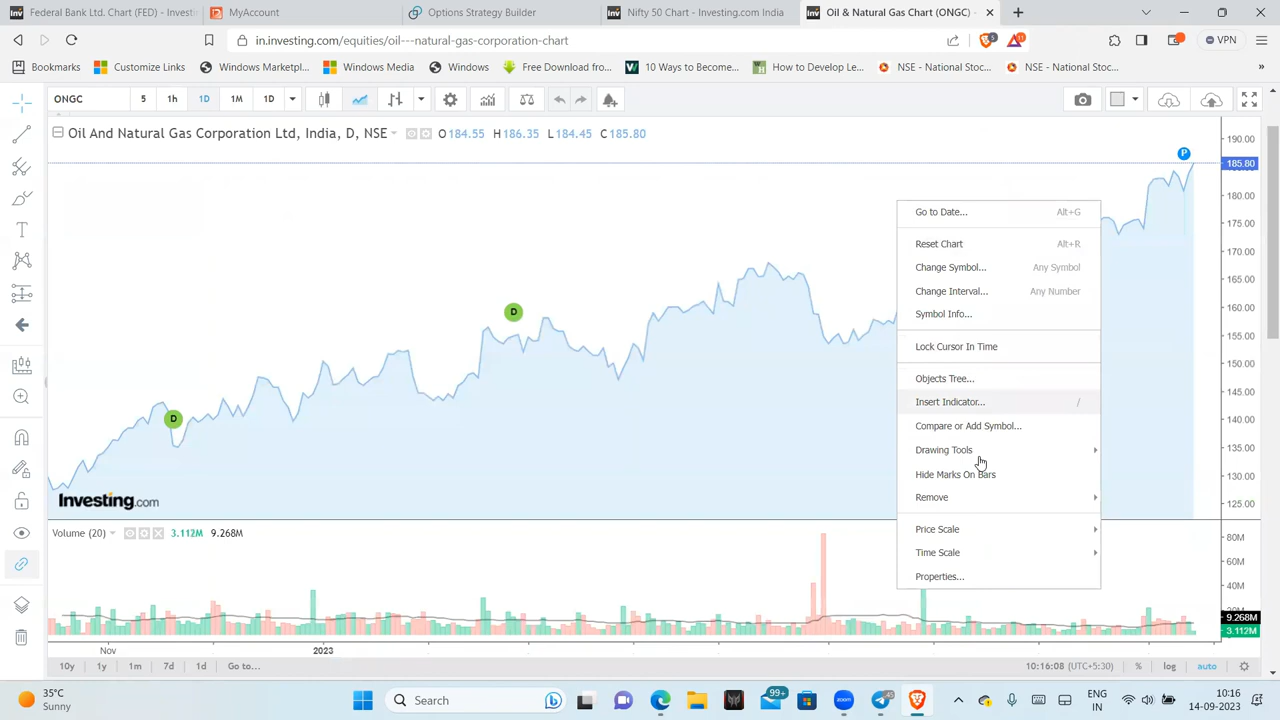 Federal Bank Ltd. Chart (FED) - Investi
MyAccount
Options Strategy Builder
Nifty 50 Chart - Investing.com India
Oil & Natural Gas Chart (ONGC) -
in.investing.com/equities/oil---natural-gas-corporation-chart
VPN
Bookmarks
Customize Links
Windows Marketpl...
Windows Media
Windows
Free Download fro...
10 Ways to Become...
How to Develop Le...
NSE - National Stoc...
NSE - National Stoc...
ONGC
5
1h
1D
1M
1D
Oil And Natural Gas Corporation Ltd, India, D, NSE
O 184.55 H 186.35 L 184.45 C 185.80
190.00
P
185.80
180.00
175.00
170.00
165.00
160.00
155.00
150.00
145.00
140.00
135.00
130.00
125.00
D
D
Go to Date... Alt+G
Reset Chart Alt+R
Change Symbol... Any Symbol
Change Interval... Any Number
Symbol Info...
Lock Cursor In Time
Objects Tree...
Insert Indicator... /
Compare or Add Symbol...
Drawing Tools
Hide Marks On Bars
Remove
Price Scale
Time Scale
Properties...
Investing.com
Volume (20) 3.112M 9.268M
80M
60M
40M
9.268M
3.112M
Nov
2023
10y
1y
1m
7d
1d
Go to...
10:16:08 (UTC+5:30)
%
log
auto
35°C
Sunny
Search
99+
45
ENG
IN
10:16
14-09-2023